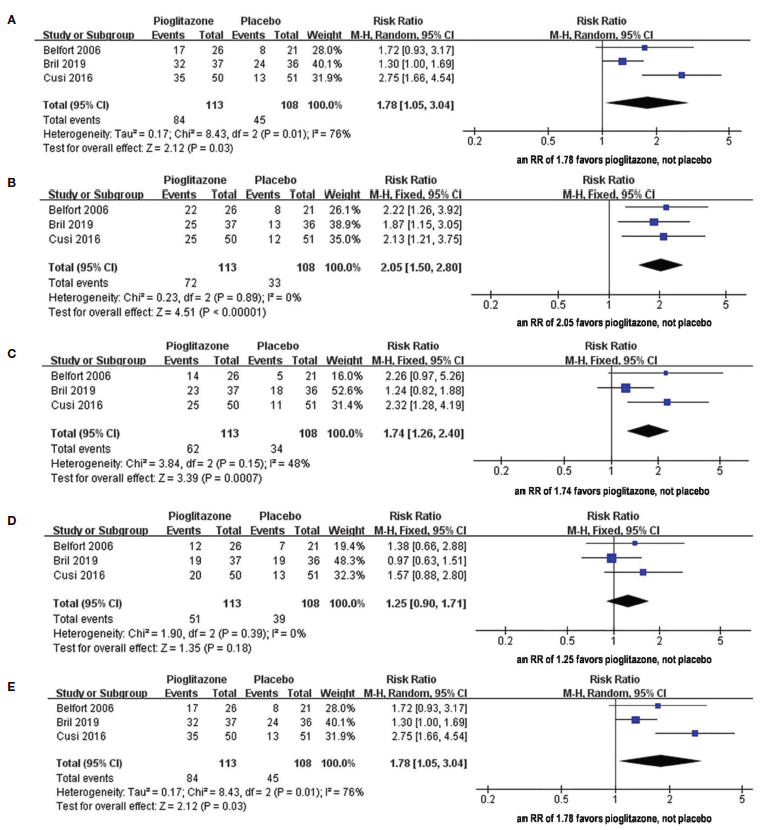 A
Pioglitazone Placebo Risk Ratio Risk Ratio
Study or Subgroup Events Total Events Total Weight M-H, Random, 95% CI M-H, Random, 95% CI
Belfort 2006 17 26 8 21 28.0% 1.72 [0.93, 3.17]
Bril 2019 32 37 24 36 40.1% 1.30 [1.00, 1.69]
Cusi 2016 35 50 13 51 31.9% 2.75 [1.66, 4.54]
Total (95% CI) 113 108 100.0% 1.78 [1.05, 3.04]
Total events 84 45
Heterogeneity: Tau² = 0.17; Chi² = 8.43, df = 2 (P = 0.01); I² = 76%
Test for overall effect: Z = 2.12 (P = 0.03)
0.2 0.5 1 2 5
an RR of 1.78 favors pioglitazone, not placebo
B
Pioglitazone Placebo Risk Ratio Risk Ratio
Study or Subgroup Events Total Events Total Weight M-H, Fixed, 95% CI M-H, Fixed, 95% CI
Belfort 2006 22 26 8 21 26.1% 2.22 [1.26, 3.92]
Bril 2019 25 37 13 36 38.9% 1.87 [1.15, 3.05]
Cusi 2016 25 50 12 51 35.0% 2.13 [1.21, 3.75]
Total (95% CI) 113 108 100.0% 2.05 [1.50, 2.80]
Total events 72 33
Heterogeneity: Chi² = 0.23, df = 2 (P = 0.89); I² = 0%
Test for overall effect: Z = 4.51 (P < 0.00001)
0.2 0.5 1 2 5
an RR of 2.05 favors pioglitazone, not placebo
C
Pioglitazone Placebo Risk Ratio Risk Ratio
Study or Subgroup Events Total Events Total Weight M-H, Fixed, 95% CI M-H, Fixed, 95% CI
Belfort 2006 14 26 5 21 16.0% 2.26 [0.97, 5.26]
Bril 2019 23 37 18 36 52.6% 1.24 [0.82, 1.88]
Cusi 2016 25 50 11 51 31.4% 2.32 [1.28, 4.19]
Total (95% CI) 113 108 100.0% 1.74 [1.26, 2.40]
Total events 62 34
Heterogeneity: Chi² = 3.84, df = 2 (P = 0.15); I² = 48%
Test for overall effect: Z = 3.39 (P = 0.0007)
0.2 0.5 1 2 5
an RR of 1.74 favors pioglitazone, not placebo
D
Pioglitazone Placebo Risk Ratio Risk Ratio
Study or Subgroup Events Total Events Total Weight M-H, Fixed, 95% CI M-H, Fixed, 95% CI
Belfort 2006 12 26 7 21 19.4% 1.38 [0.66, 2.88]
Bril 2019 19 37 19 36 48.3% 0.97 [0.63, 1.51]
Cusi 2016 20 50 13 51 32.3% 1.57 [0.88, 2.80]
Total (95% CI) 113 108 100.0% 1.25 [0.90, 1.71]
Total events 51 39
Heterogeneity: Chi² = 1.90, df = 2 (P = 0.39); I² = 0%
Test for overall effect: Z = 1.35 (P = 0.18)
0.2 0.5 1 2 5
an RR of 1.25 favors pioglitazone, not placebo
E
Pioglitazone Placebo Risk Ratio Risk Ratio
Study or Subgroup Events Total Events Total Weight M-H, Random, 95% CI M-H, Random, 95% CI
Belfort 2006 17 26 8 21 28.0% 1.72 [0.93, 3.17]
Bril 2019 32 37 24 36 40.1% 1.30 [1.00, 1.69]
Cusi 2016 35 50 13 51 31.9% 2.75 [1.66, 4.54]
Total (95% CI) 113 108 100.0% 1.78 [1.05, 3.04]
Total events 84 45
Heterogeneity: Tau² = 0.17; Chi² = 8.43, df = 2 (P = 0.01); I² = 76%
Test for overall effect: Z = 2.12 (P = 0.03)
0.2 0.5 1 2 5
an RR of 1.78 favors pioglitazone, not placebo